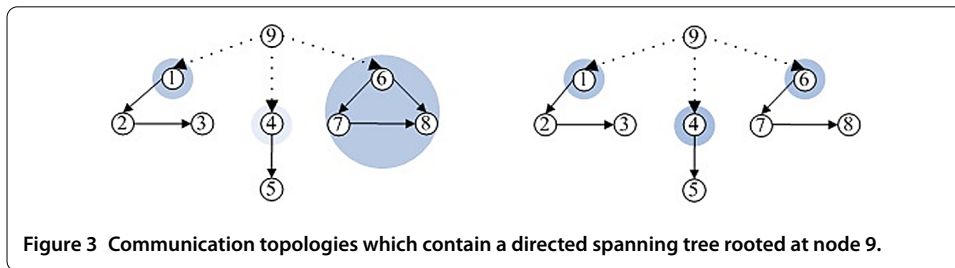 9 9
1 6 1 6
2 3 4 7 8 2 3 4 7 8
5 5
Figure 3 Communication topologies which contain a directed spanning tree rooted at node 9.